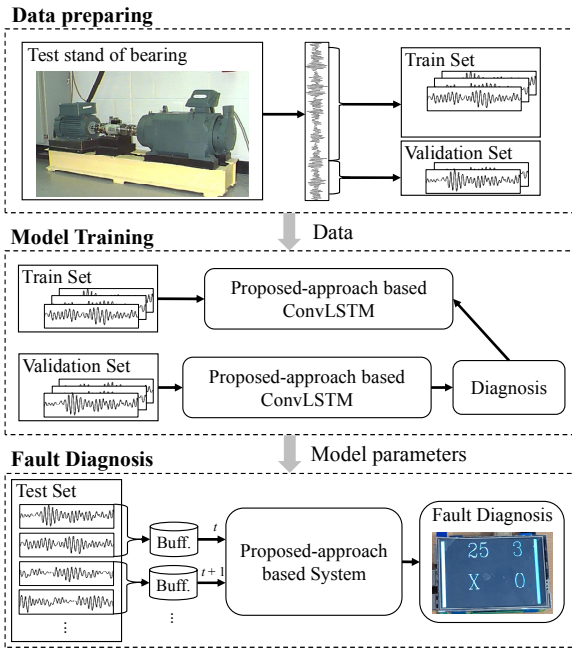 Data preparing
Test stand of bearing
Train Set
Validation Set
Data
Model Training
Train Set
Proposed-approach based
ConvLSTM
Validation Set
Proposed-approach based
ConvLSTM
Diagnosis
Model parameters
Fault Diagnosis
Test Set
Buff.
t
Buff.
t + 1
⋮
⋮
Proposed-approach
based System
Fault Diagnosis
25 3
X 0